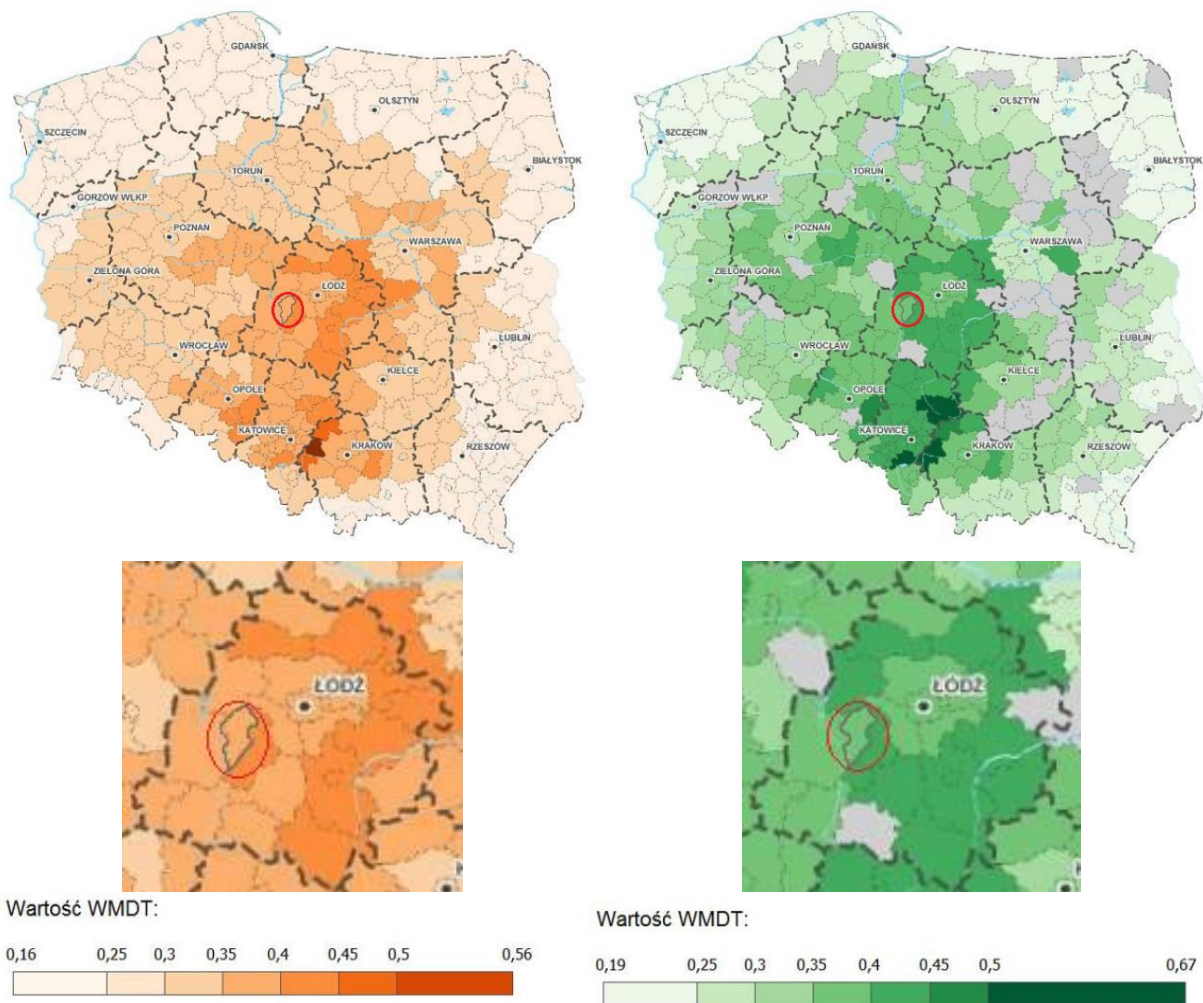 GDAŃSK
OLSZTYN
SZCZECIN
BIAŁYSTOK
TORUŃ
GORZÓW WLKP
POZNAŃ
WARSZAWA
ZIELONA GÓRA
ŁÓDŹ
WROCŁAW
LUBLIN
OPOLE
KIELCE
KATOWICE
KRAKÓW
RZESZÓW
GDAŃSK
OLSZTYN
SZCZECIN
BIAŁYSTOK
TORUŃ
GORZÓW WLKP
POZNAŃ
WARSZAWA
ZIELONA GÓRA
ŁÓDŹ
WROCŁAW
LUBLIN
OPOLE
KIELCE
KATOWICE
KRAKÓW
RZESZÓW
ŁÓDŹ
K
ŁÓDŹ
K
Wartość WMDT:
0,16 0,25 0,3 0,35 0,4 0,45 0,5 0,56
Wartość WMDT:
0,19 0,25 0,3 0,35 0,4 0,45 0,5 0,67